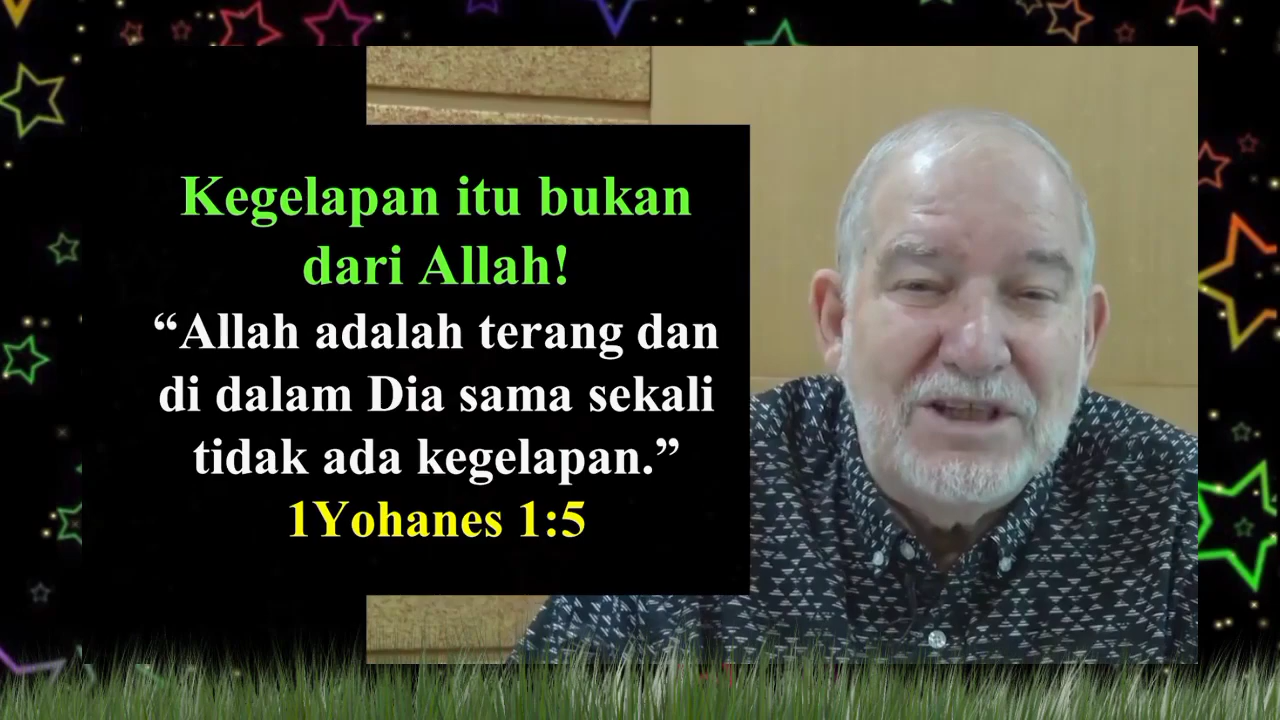 Kegelapan itu bukan
dari Allah!
“Allah adalah terang dan
di dalam Dia sama sekali
tidak ada kegelapan.”
1Yohanes 1:5